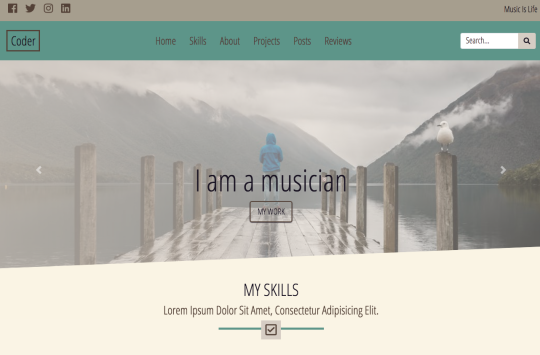 Music Is Life
Coder
Home Skills About Projects Posts Reviews
Search...
I am a musician
MY WORK
MY SKILLS
Lorem Ipsum Dolor Sit Amet, Consectetur Adipisicing Elit.